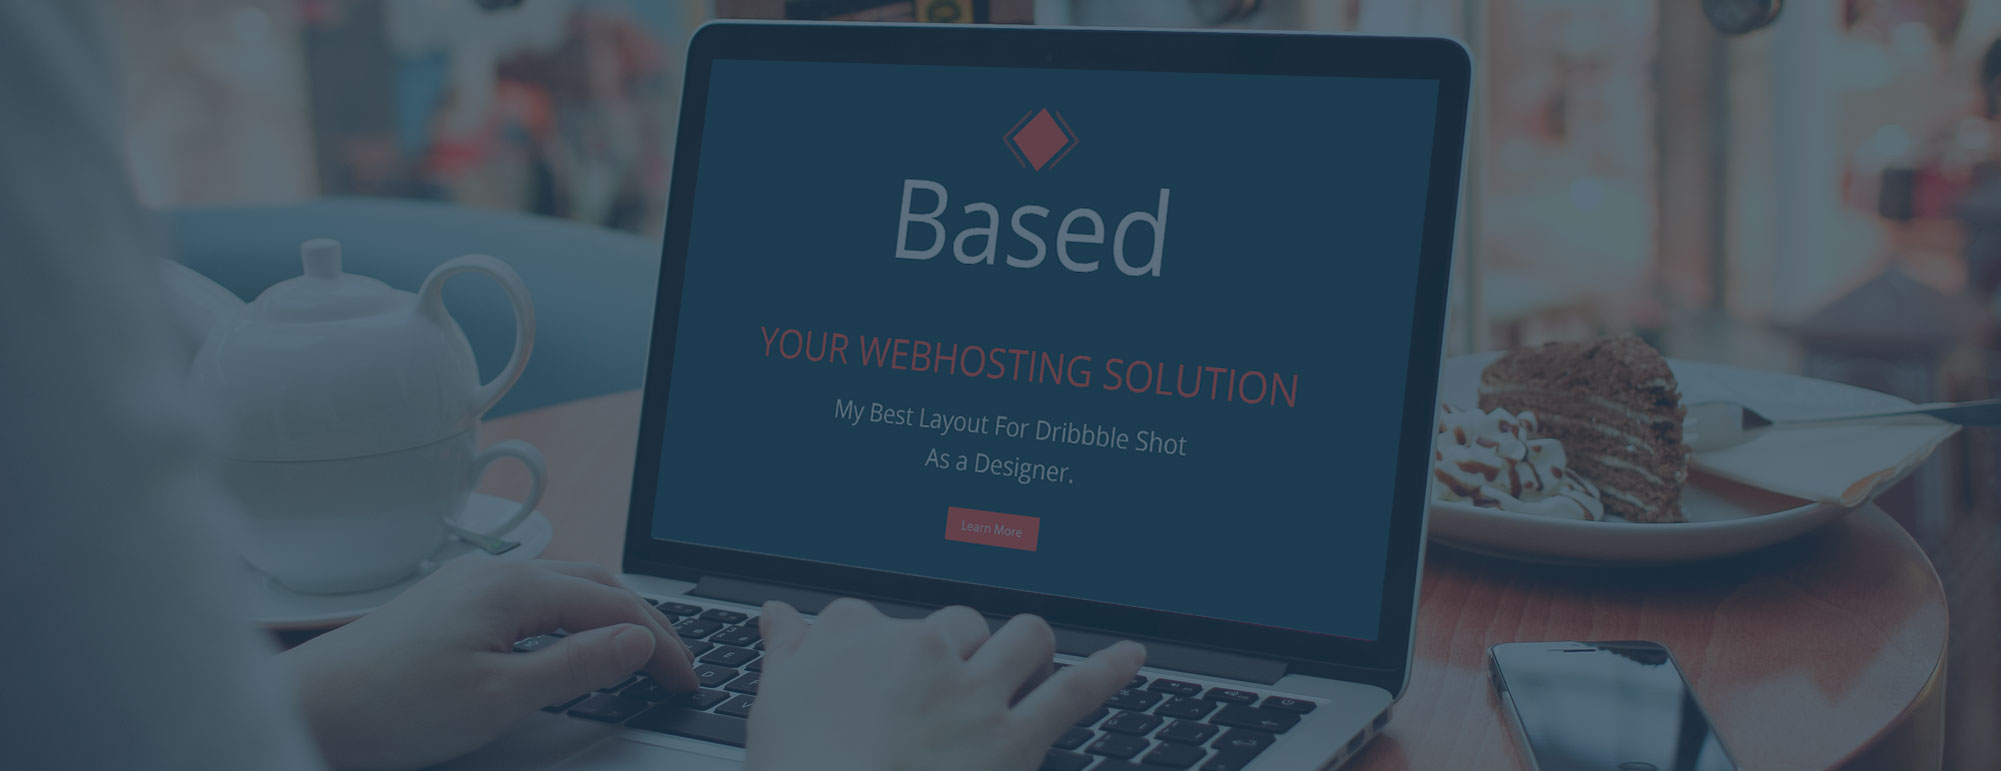 Based
YOUR WEBHOSTING SOLUTION
My Best Layout For Dribbble Shot
As a Designer.
Learn More